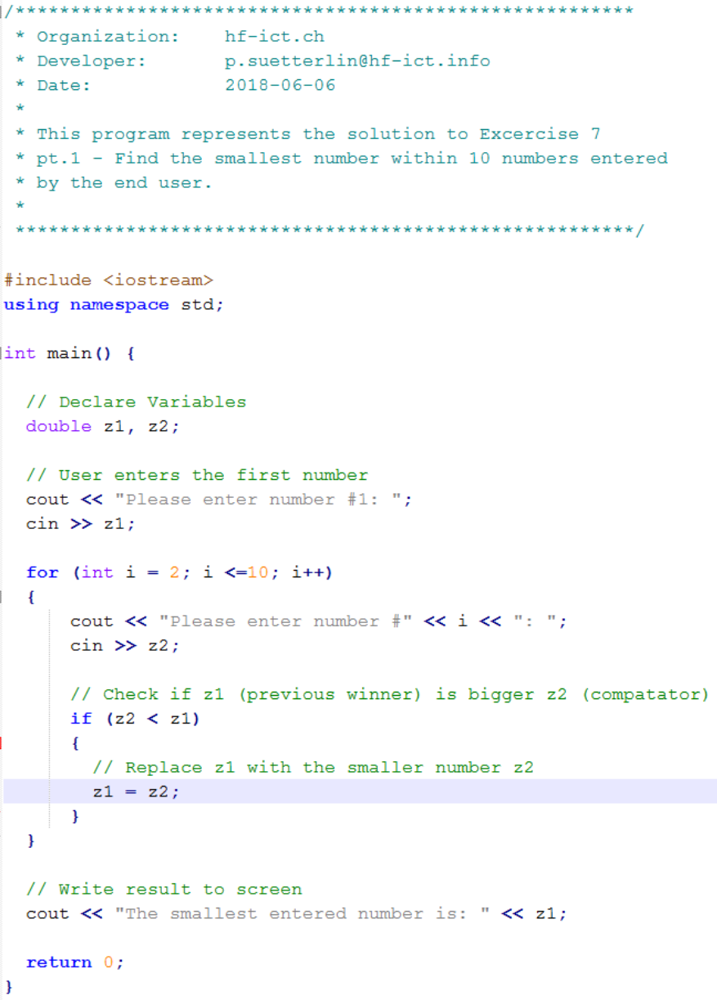 /********************************************************
* Organization: hf-ict.ch
* Developer: p.suetterlin@hf-ict.info
* Date: 2018-06-06
*
* This program represents the solution to Excercise 7
* pt.1 - Find the smallest number within 10 numbers entered
* by the end user.
*
********************************************************/
#include <iostream>
using namespace std;
int main() {
// Declare Variables
double z1, z2;
// User enters the first number
cout << "Please enter number #1: ";
cin >> z1;
for (int i = 2; i <=10; i++)
{
cout << "Please enter number #" << i << ": ";
cin >> z2;
// Check if z1 (previous winner) is bigger z2 (compatator)
if (z2 < z1)
{
// Replace z1 with the smaller number z2
z1 = z2;
}
}
// Write result to screen
cout << "The smallest entered number is: " << z1;
return 0;
}